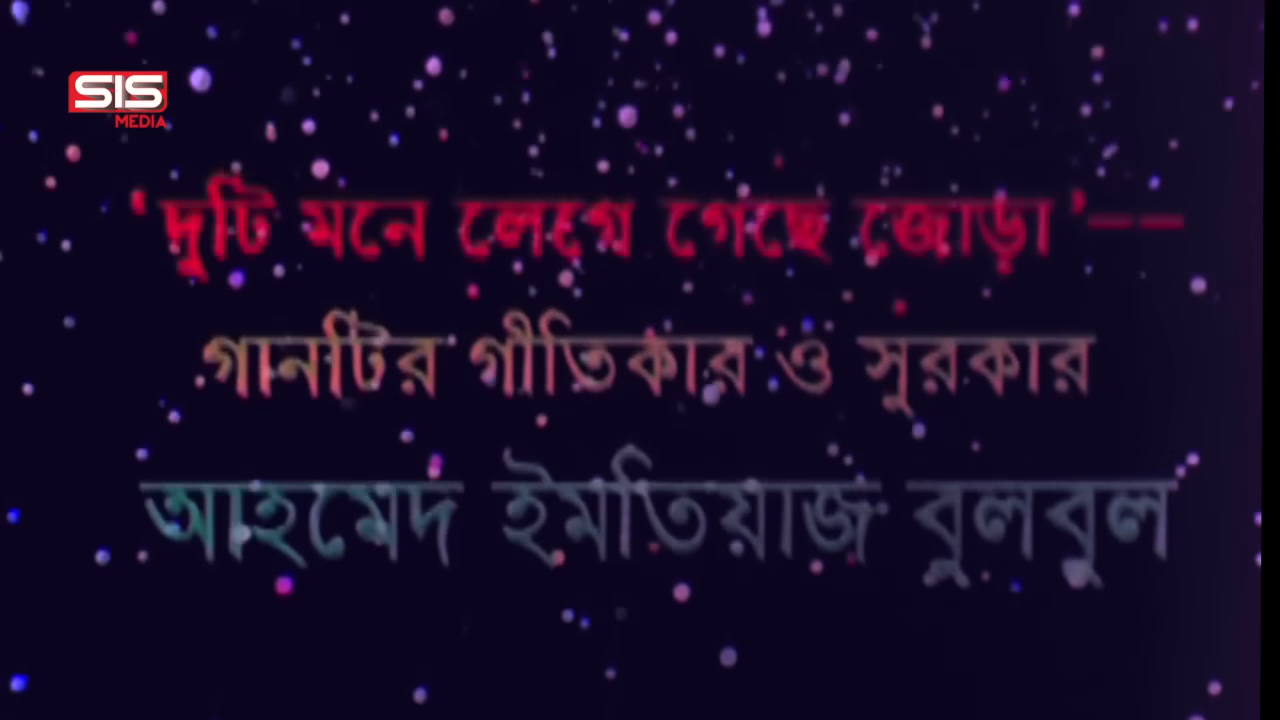 SIS
MEDIA
‘দুটি মনে লেগে গেছে জোড়া’--
গানটির গীতিকার ও সুরকার
আহমেদ ইমতিয়াজ বুলবুল